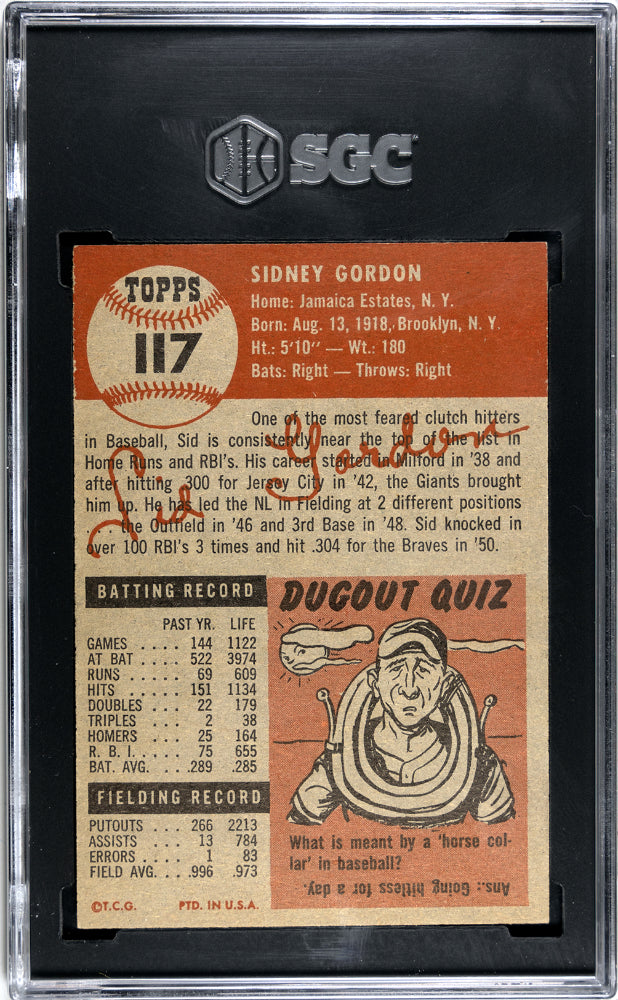 SGC
TOPPS
117
SIDNEY GORDON
Home: Jamaica Estates, N. Y.
Born: Aug. 13, 1918, Brooklyn, N. Y.
Ht.: 5'10" — Wt.: 180
Bats: Right — Throws: Right
One of the most feared clutch hitters
in Baseball, Sid is consistently near the top of the list in
Home Runs and RBI's. His career started in Milford in '38 and
after hitting .300 for Jersey City in '42, the Giants brought
him up. He has led the NL in Fielding at 2 different positions
. . . the Outfield in '46 and 3rd Base in '48. Sid knocked in
over 100 RBI's 3 times and hit .304 for the Braves in '50.
Sid Gordon
BATTING RECORD
PAST YR. LIFE
GAMES . . . . 144 1122
AT BAT . . . . 522 3974
RUNS . . . . . 69 609
HITS . . . . . 151 1134
DOUBLES . . . 22 179
TRIPLES . . . 2 38
HOMERS . . . 25 164
R. B. I. . . . . . 75 655
BAT. AVG. . . .289 .285
FIELDING RECORD
PUTOUTS . . . 266 2213
ASSISTS . . . . 13 784
ERRORS . . . . 1 83
FIELD AVG. . . .996 .973
©T.C.G. PTD. IN U.S.A.
DUGOUT QUIZ
What is meant by a 'horse col-
lar' in baseball?
Ans.: Going hitless for a day.